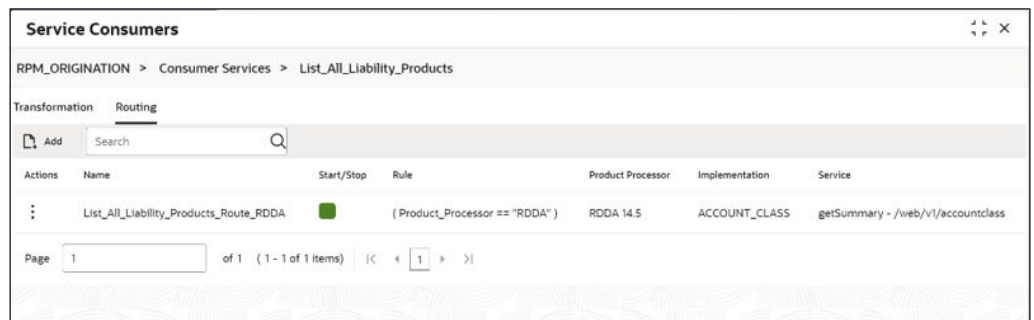 Service Consumers
RPM_ORIGINATION > Consumer Services > List_All_Liability_Products
Transformation Routing
Add Search
Actions Name Start/Stop Rule Product Processor Implementation Service
List_All_Liability_Products_Route_RDDA ( Product_Processor == "RDDA" ) RDDA 14.5 ACCOUNT_CLASS getSummary - /web/v1/accountclass
Page 1 of 1 ( 1 - 1 of 1 items) 1